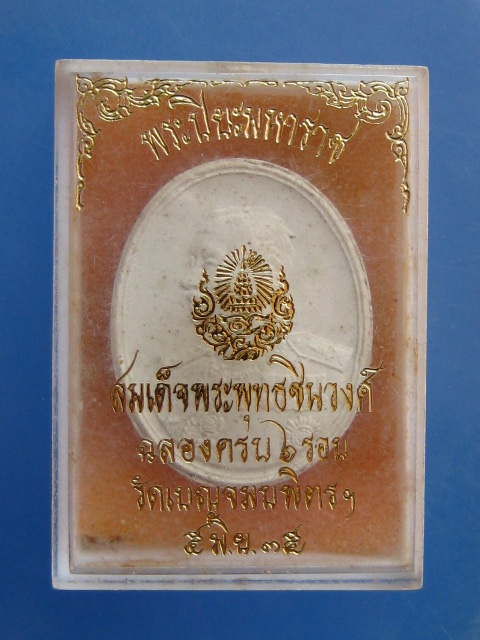 พระปิยะมหาราช
สมเด็จพระพุทธชินวงศ์
ฉลองครบ ๖ รอบ
วัดเบญจมบพิตรฯ
๕ พ.ย. ๓๕